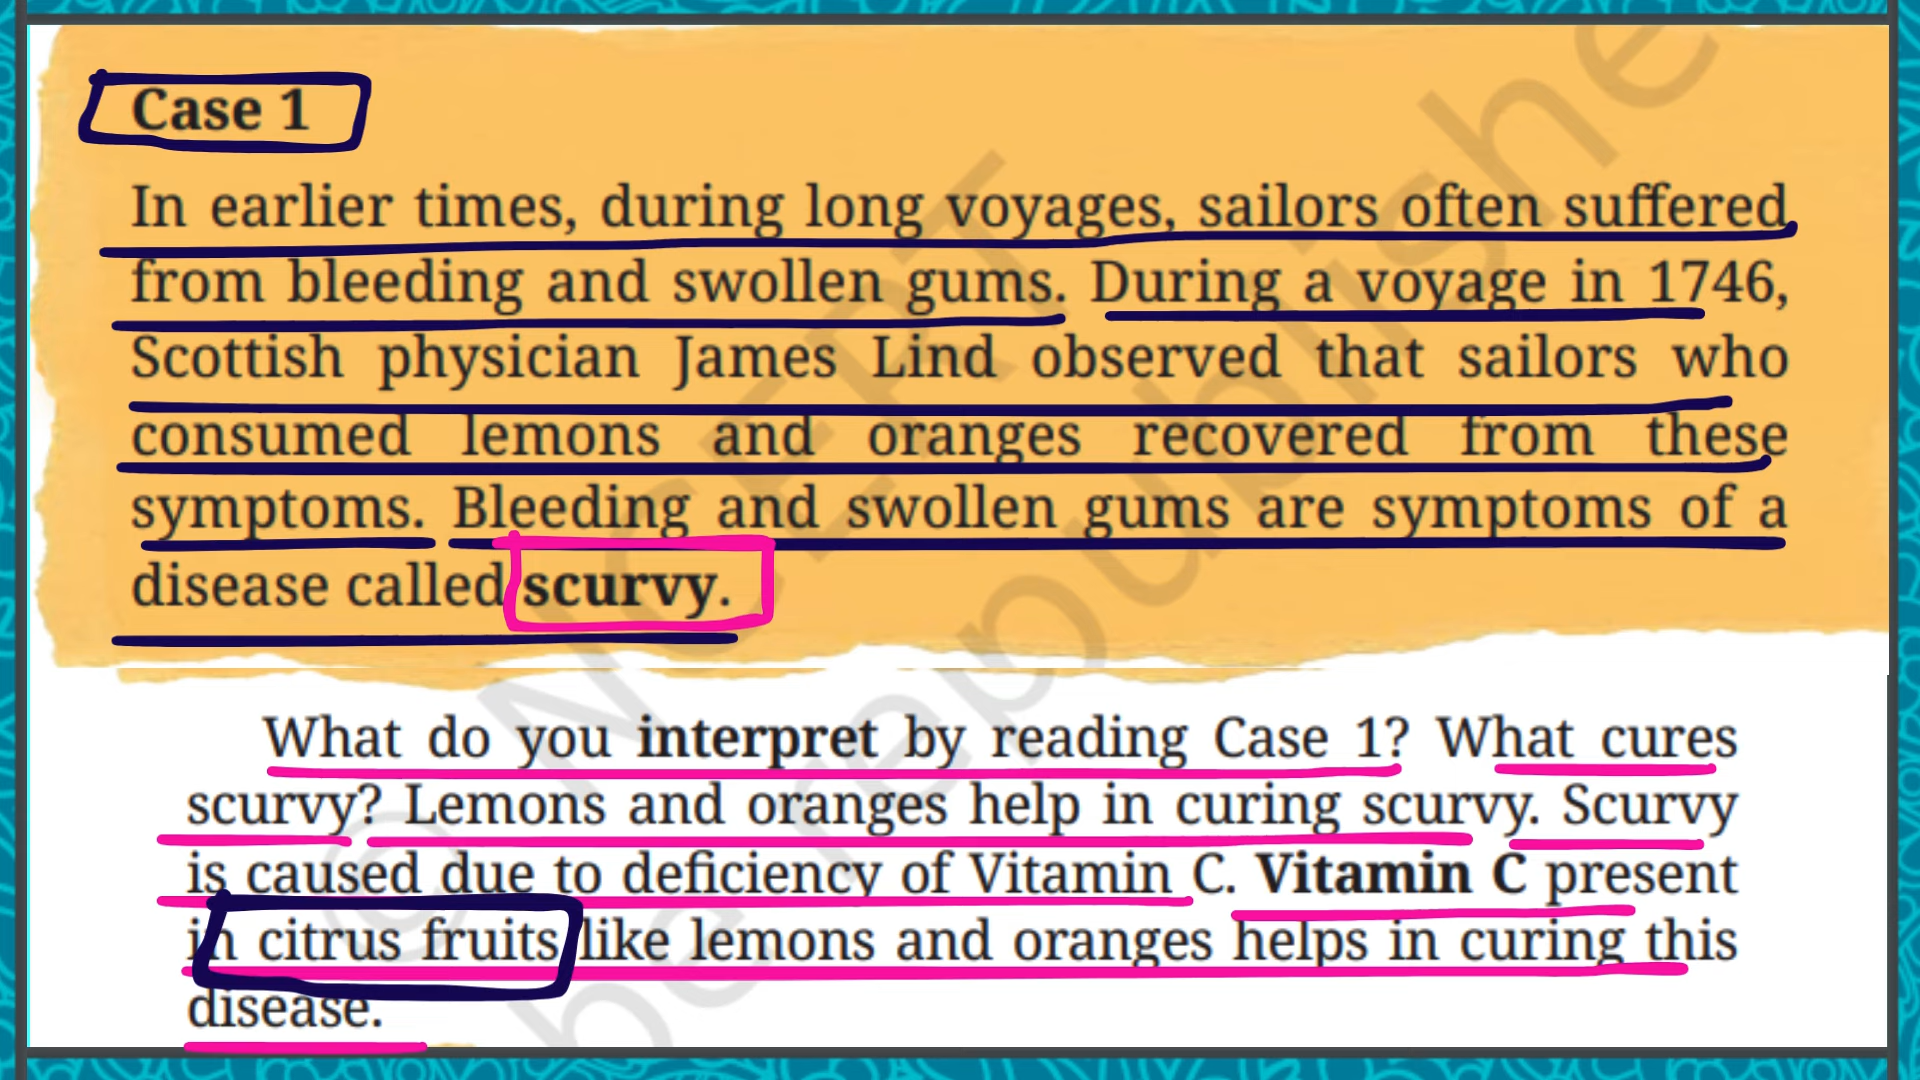 Case 1
In earlier times, during long voyages, sailors often suffered
from bleeding and swollen gums. During a voyage in 1746,
Scottish physician James Lind observed that sailors who
consumed lemons and oranges recovered from these
symptoms. Bleeding and swollen gums are symptoms of a
disease called scurvy.
What do you interpret by reading Case 1? What cures
scurvy? Lemons and oranges help in curing scurvy. Scurvy
is caused due to deficiency of Vitamin C. Vitamin C present
in citrus fruits like lemons and oranges helps in curing this
disease.
© NCERT
be republishe